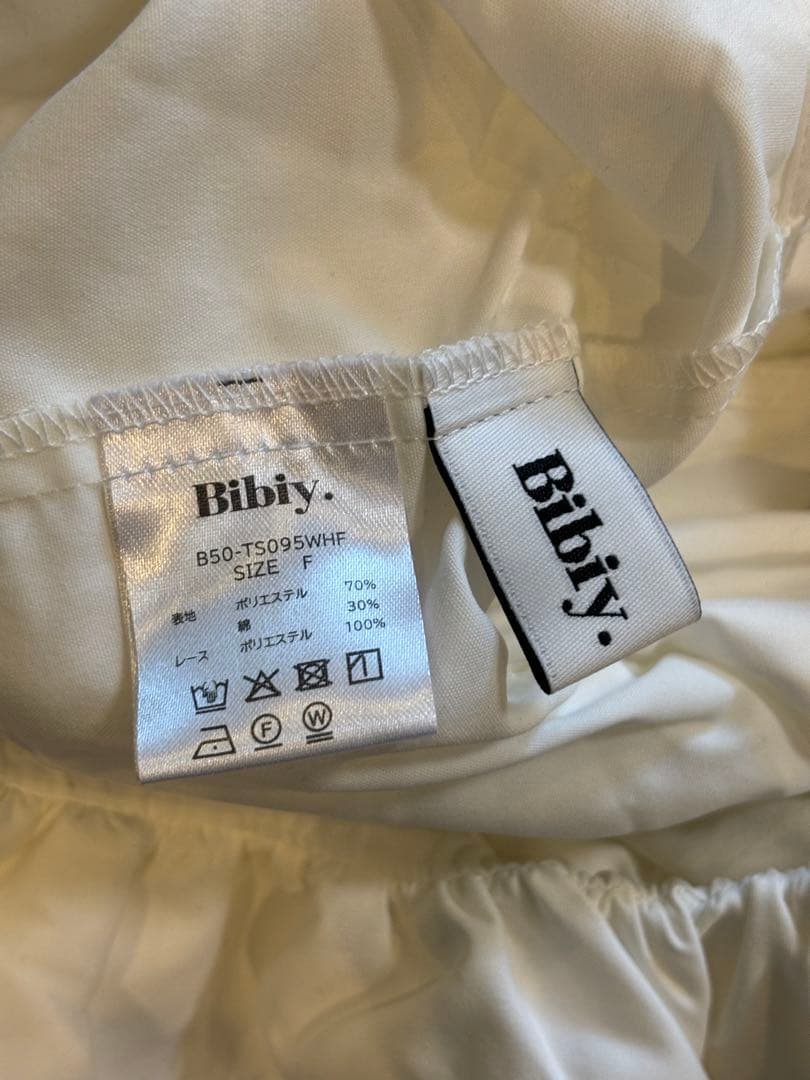 Bibiy.
B50-TS095WHF
SIZE F
表地 ポリエステル 70%
綿 30%
レース ポリエステル 100%
F W
Bibiy.